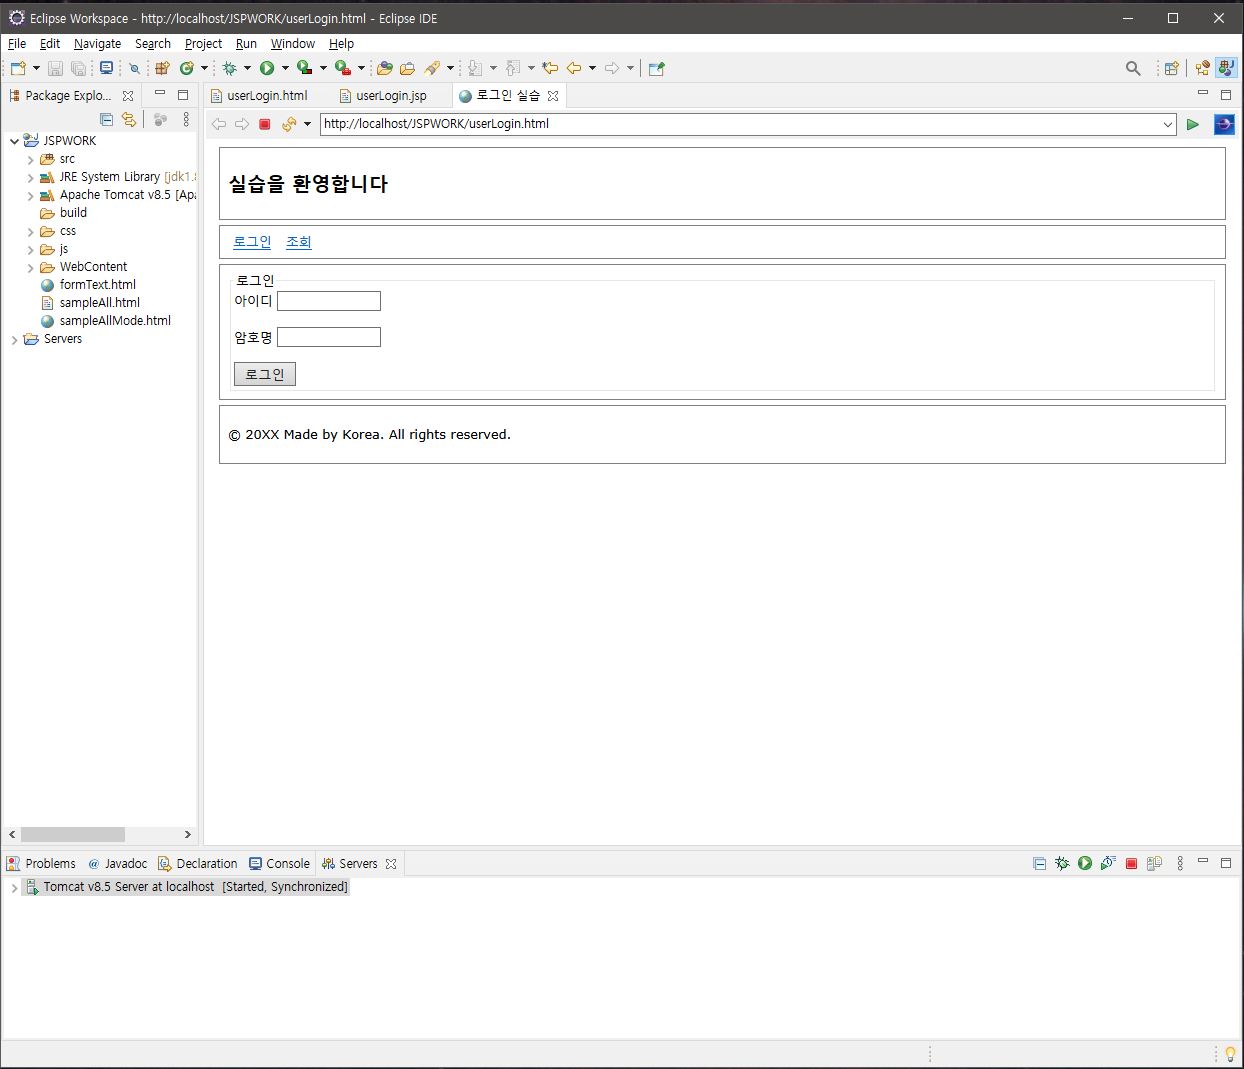 Eclipse Workspace - http://localhost/JSPWORK/userLogin.html - Eclipse IDE
File Edit Navigate Search Project Run Window Help
Package Explo...
userLogin.html userLogin.jsp 로그인 실습
http://localhost/JSPWORK/userLogin.html
JSPWORK
src
JRE System Library [jdk1.8
Apache Tomcat v8.5 [Apa
build
css
js
WebContent
formText.html
sampleAll.html
sampleAllMode.html
Servers
실습을 환영합니다
로그인 조회
로그인
아이디
암호명
로그인
© 20XX Made by Korea. All rights reserved.
Problems @ Javadoc Declaration Console Servers
Tomcat v8.5 Server at localhost [Started, Synchronized]